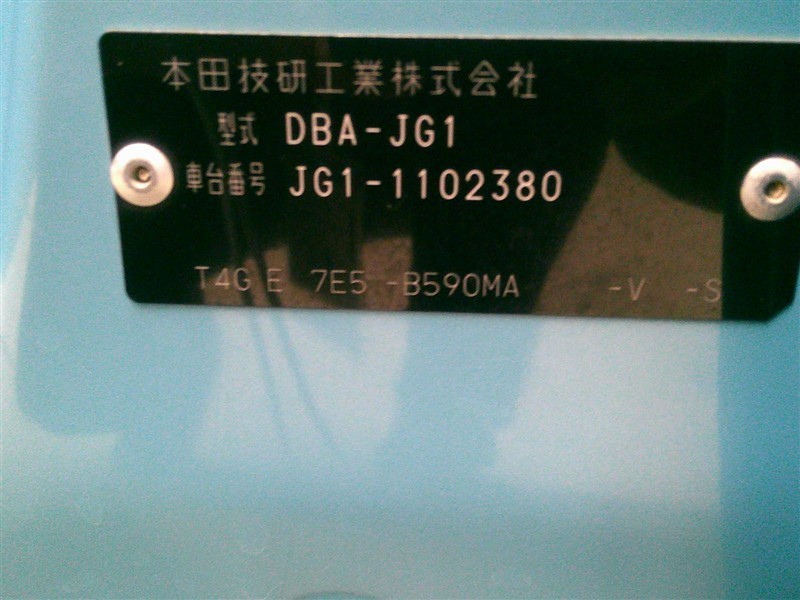 本田技研工業株式会社
型式 DBA-JG1
車台番号 JG1-1102380
T4G E 7E5 -B590MA -V -S